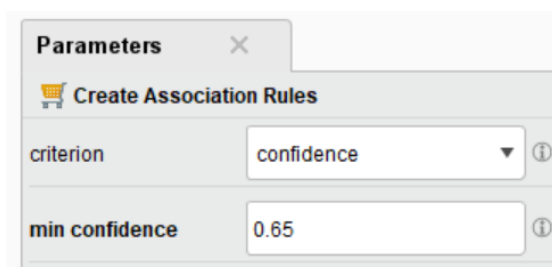 Parameters
Create Association Rules
criterion confidence
min confidence 0.65